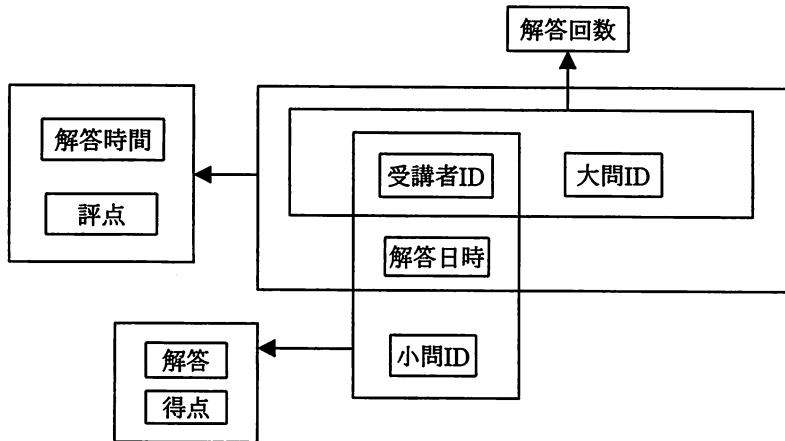 解答回数
解答時間
評点
受講者ID
大問ID
解答日時
小問ID
解答
得点